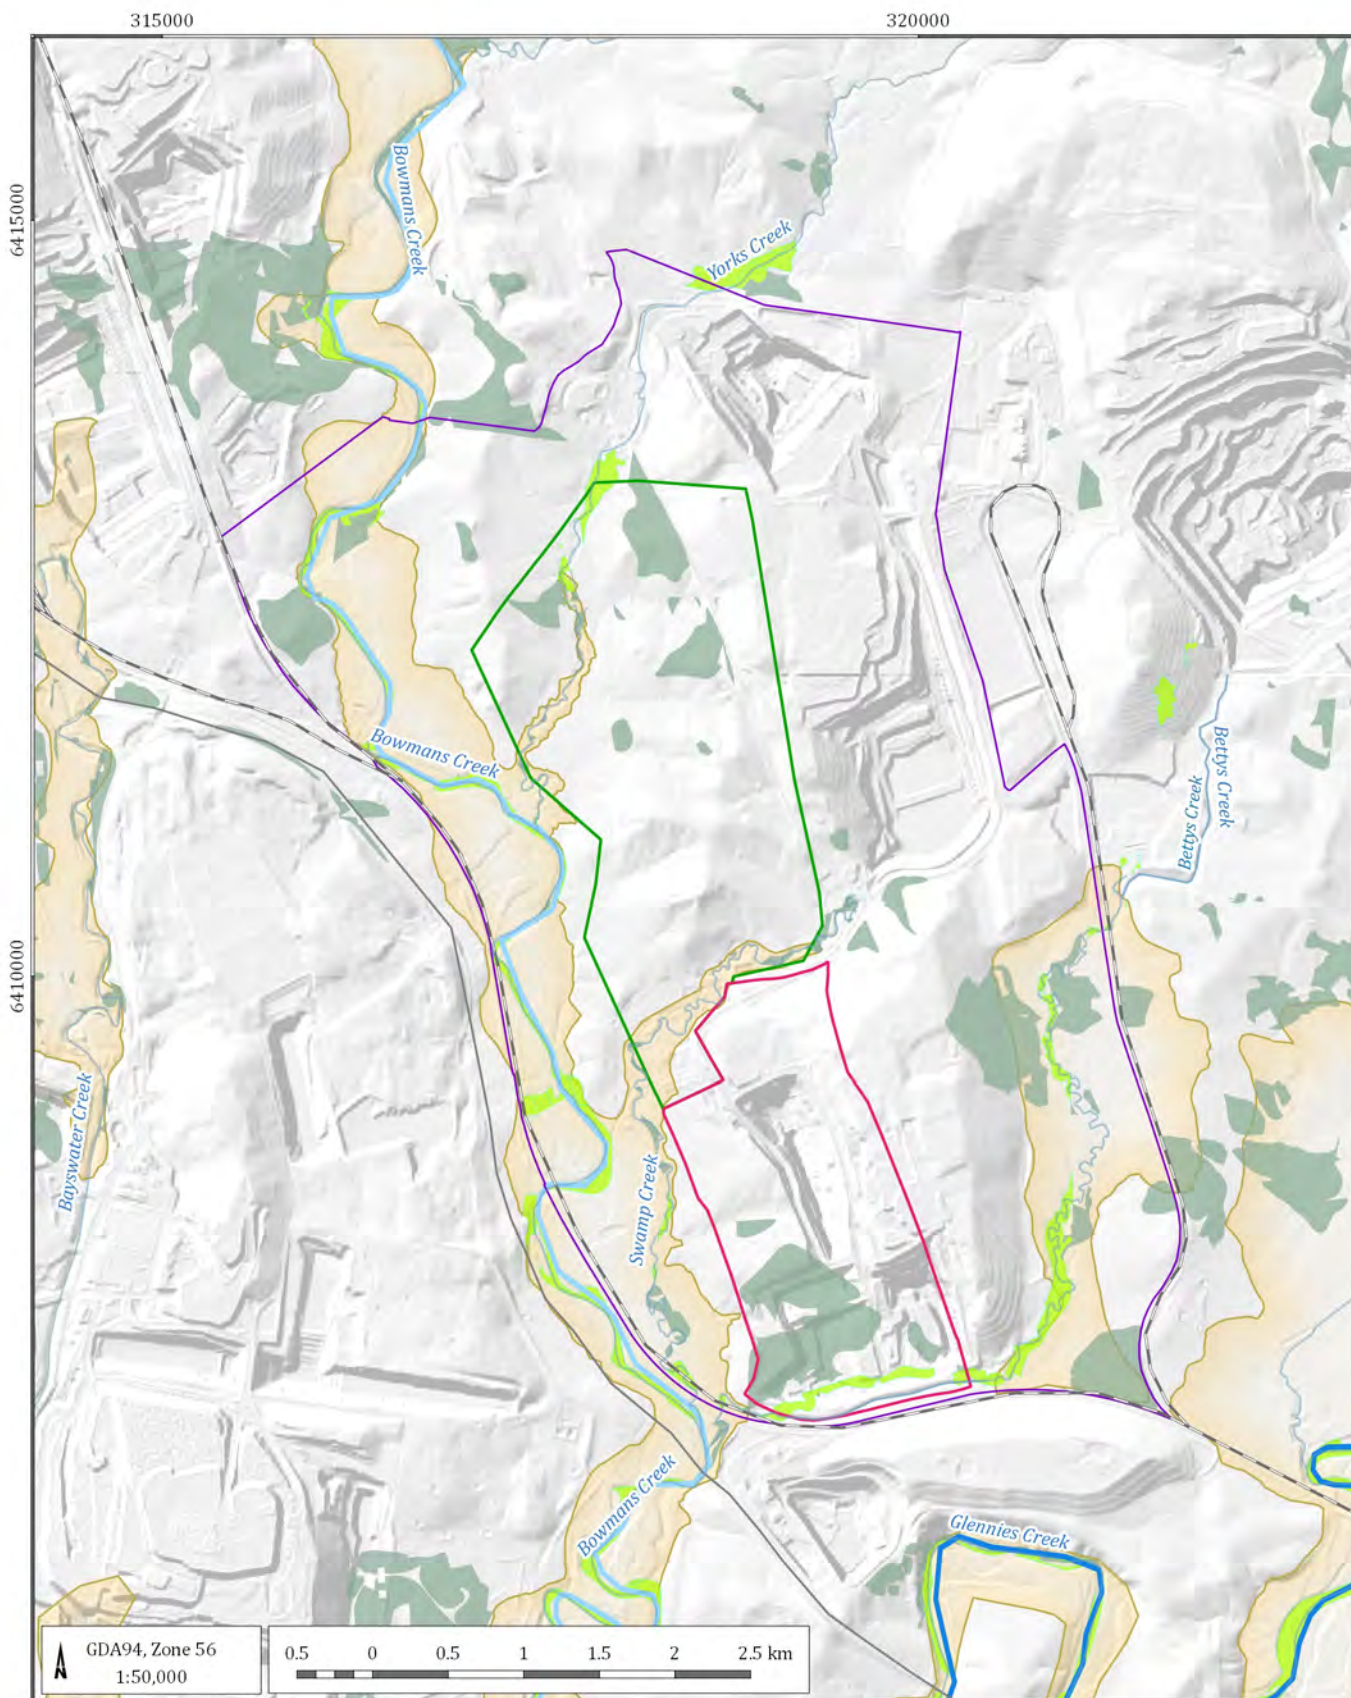 315000 320000
6415000
Bowmans Creek
Yorks Creek
Bowmans Creek
Bettys Creek
Bettys Creek
6410000
Bayswater Creek
Swamp Creek
Bowmans Creek
Glennies Creek
GDA94, Zone 56
1:50,000
N
0.5 0 0.5 1 1.5 2 2.5 km